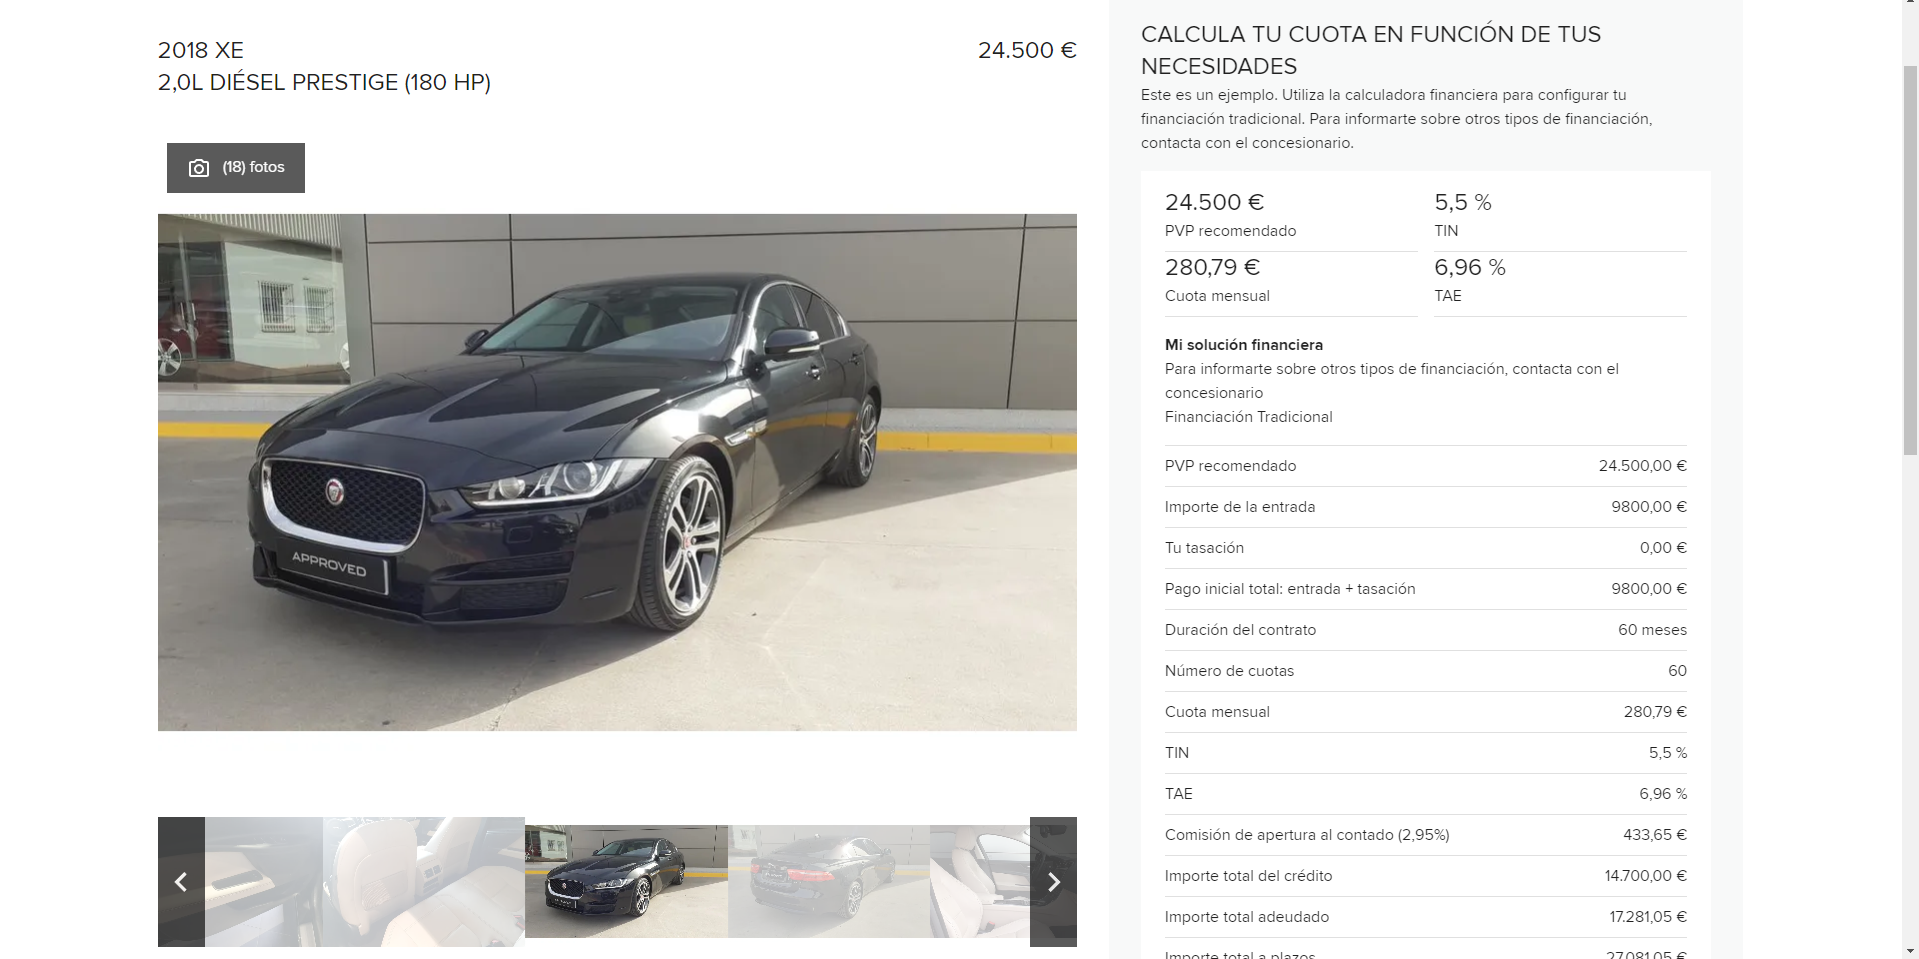 2018 XE
24.500 €
2,0L DIÉSEL PRESTIGE (180 HP)
(18) fotos
APPROVED
CALCULA TU CUOTA EN FUNCIÓN DE TUS
NECESIDADES
Este es un ejemplo. Utiliza la calculadora financiera para configurar tu
financiación tradicional. Para informarte sobre otros tipos de financiación,
contacta con el concesionario.
24.500 €
PVP recomendado
5,5 %
TIN
280,79 €
Cuota mensual
6,96 %
TAE
Mi solución financiera
Para informarte sobre otros tipos de financiación, contacta con el
concesionario
Financiación Tradicional
PVP recomendado 24.500,00 €
Importe de la entrada 9800,00 €
Tu tasación 0,00 €
Pago inicial total: entrada + tasación 9800,00 €
Duración del contrato 60 meses
Número de cuotas 60
Cuota mensual 280,79 €
TIN 5,5 %
TAE 6,96 %
Comisión de apertura al contado (2,95%) 433,65 €
Importe total del crédito 14.700,00 €
Importe total adeudado 17.281,05 €
Importe total a plazos 27.081,05 €